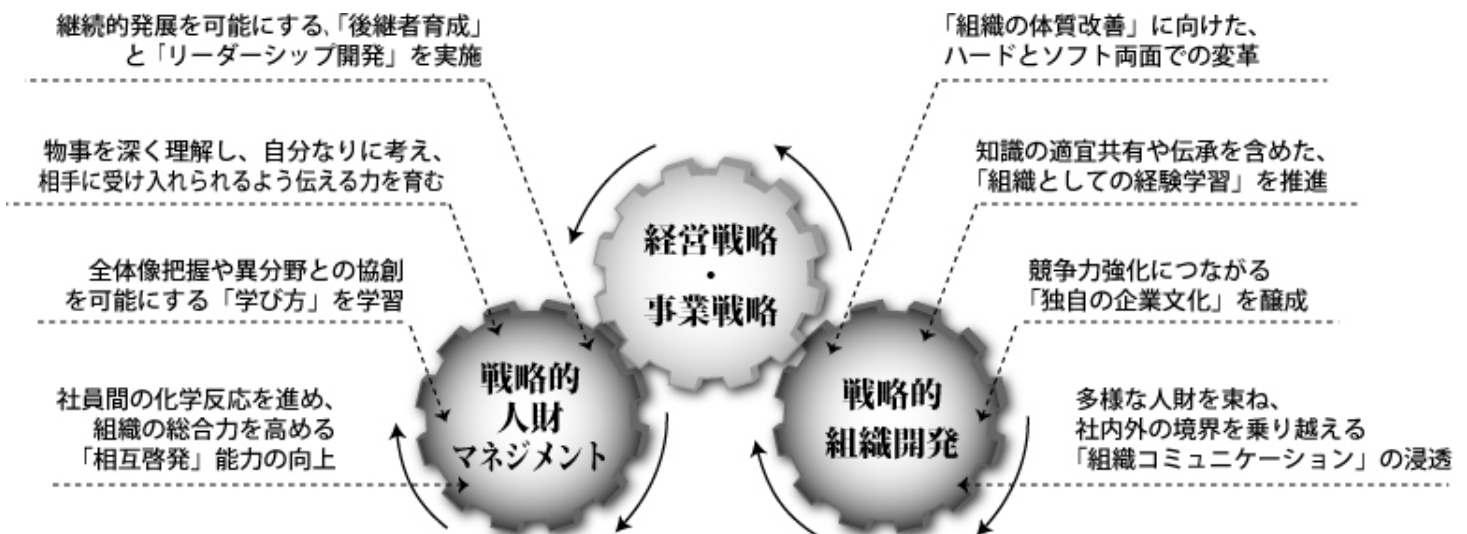 継続的発展を可能にする、「後継者育成」
と「リーダーシップ開発」を実施
物事を深く理解し、自分なりに考え、
相手に受け入れられるよう伝える力を育む
全体像把握や異分野との協創
を可能にする「学び方」を学習
社員間の化学反応を進め、
組織の総合力を高める
「相互啓発」能力の向上
経営戦略
・
事業戦略
戦略的
人財
マネジメント
戦略的
組織開発
「組織の体質改善」に向けた、
ハードとソフト両面での変革
知識の適宜共有や伝承を含めた、
「組織としての経験学習」を推進
競争力強化につながる
「独自の企業文化」を醸成
多様な人財を束ね、
社内外の境界を乗り越える
「組織コミュニケーション」の浸透